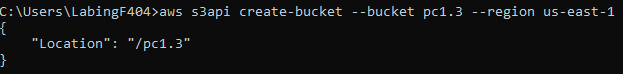 C:\Users\LabingF404>aws s3api create-bucket --bucket pc1.3 --region us-east-1
{
    "Location": "/pc1.3"
}